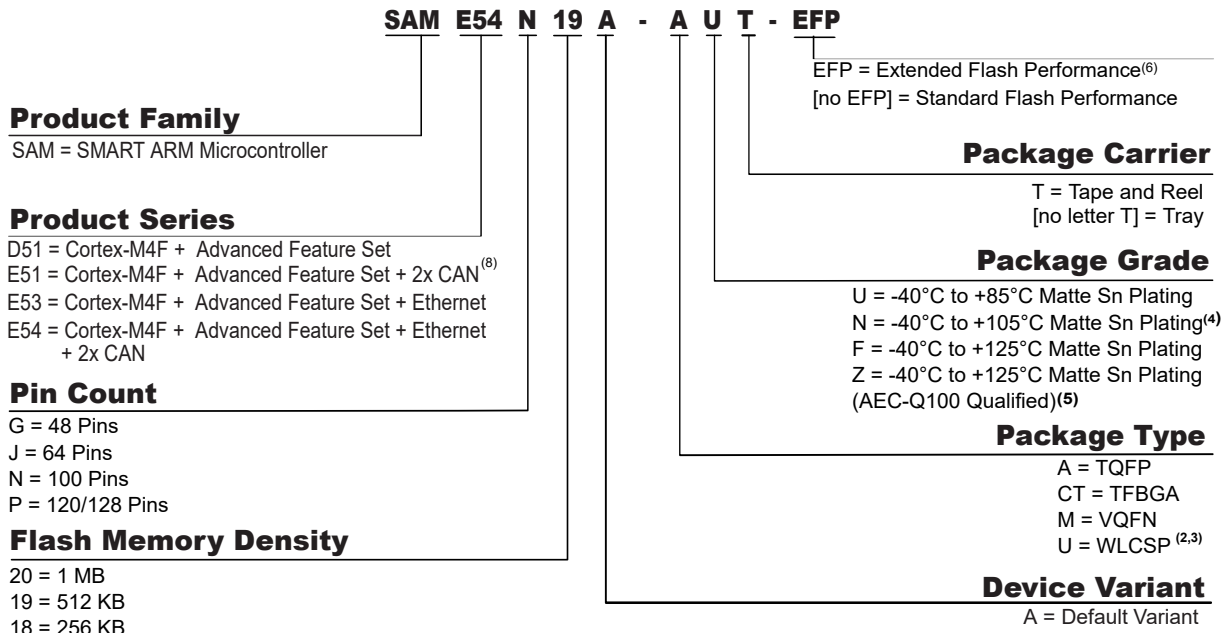 SAM E54 N 19 A - A U T - EFP
EFP = Extended Flash Performance(6)
[no EFP] = Standard Flash Performance
Product Family
SAM = SMART ARM Microcontroller
Product Series
D51 = Cortex-M4F + Advanced Feature Set
E51 = Cortex-M4F + Advanced Feature Set + 2x CAN(8)
E53 = Cortex-M4F + Advanced Feature Set + Ethernet
E54 = Cortex-M4F + Advanced Feature Set + Ethernet
+ 2x CAN
Pin Count
G = 48 Pins
J = 64 Pins
N = 100 Pins
P = 120/128 Pins
Flash Memory Density
20 = 1 MB
19 = 512 KB
18 = 256 KB
Package Carrier
T = Tape and Reel
[no letter T] = Tray
Package Grade
U = -40°C to +85°C Matte Sn Plating
N = -40°C to +105°C Matte Sn Plating(4)
F = -40°C to +125°C Matte Sn Plating
Z = -40°C to +125°C Matte Sn Plating
(AEC-Q100 Qualified)(5)
Package Type
A = TQFP
CT = TFBGA
M = VQFN
U = WLCSP (2,3)
Device Variant
A = Default Variant